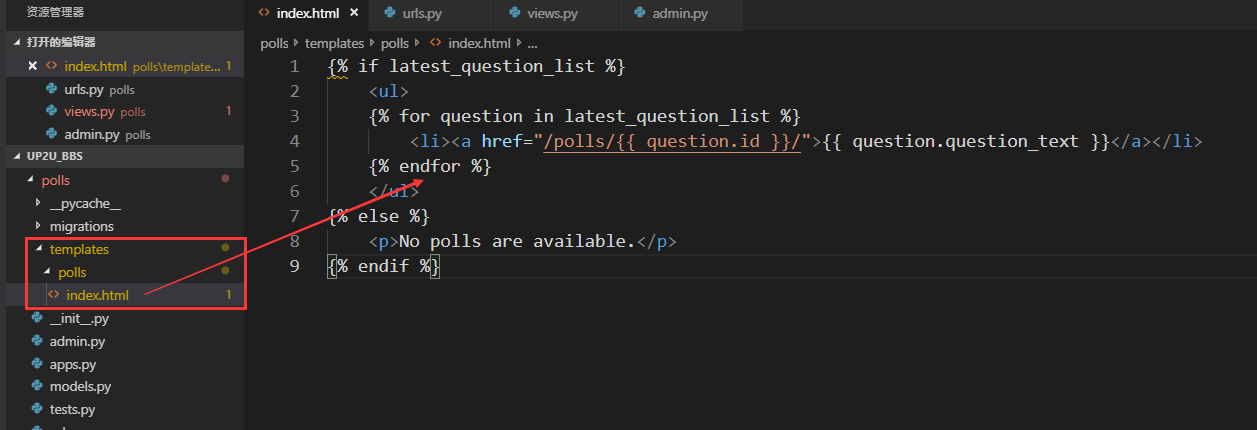 资源管理器
打开的编辑器
index.html polls\template... 1
urls.py polls
views.py polls 1
admin.py polls
UP2U_BBS
polls
__pycache__
migrations
templates
polls
index.html 1
__init__.py
admin.py
apps.py
models.py
tests.py
index.html urls.py views.py admin.py
polls templates polls index.html ...
1 {% if latest_question_list %}
2 <ul>
3 {% for question in latest_question_list %}
4 <li><a href="/polls/{{ question.id }}/">{{ question.question_text }}</a></li>
5 {% endfor %}
6 </ul>
7 {% else %}
8 <p>No polls are available.</p>
9 {% endif %}